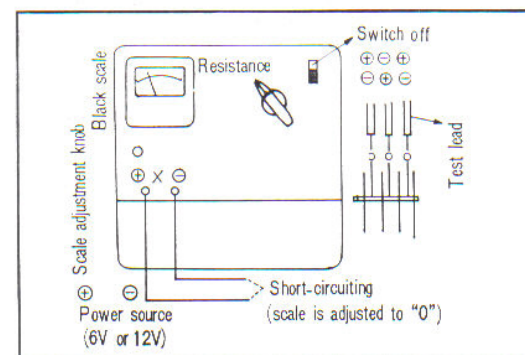 Switch off
Resistance
Black scale
⊕ ⊖ ⊕
⊖ ⊕ ⊖
Test lead
Scale adjustment knob
⊕ X ⊖
⊕ ⊖
Power source
(6V or 12V)
Short-circuiting
(scale is adjusted to "0")